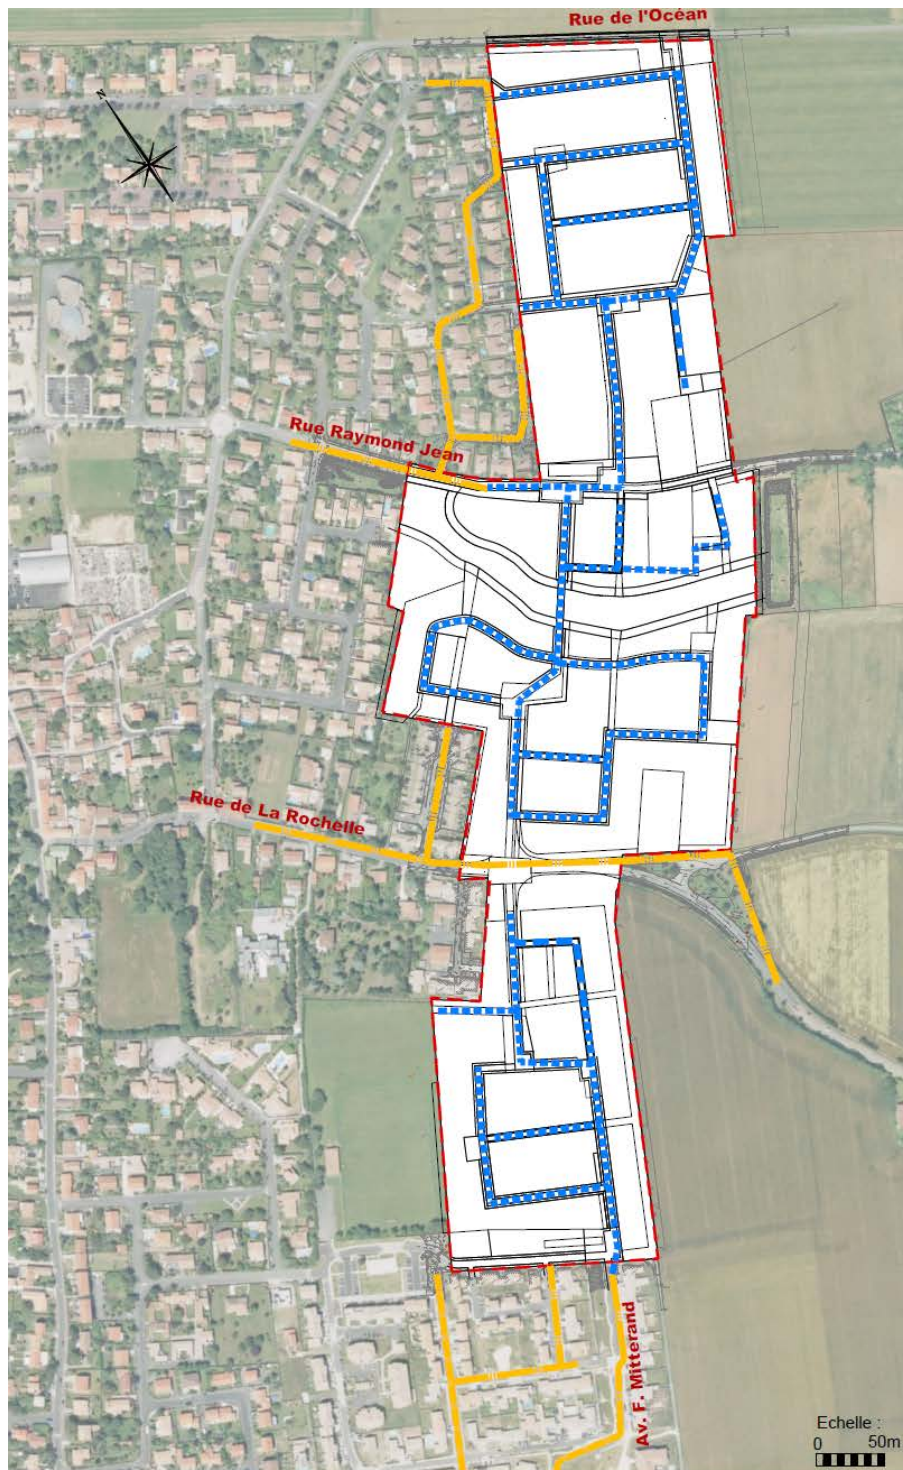 Rue de l'Océan
N
Rue Raymond Jean
Rue de La Rochelle
Av. F. Mitterand
Echelle :
0 50m